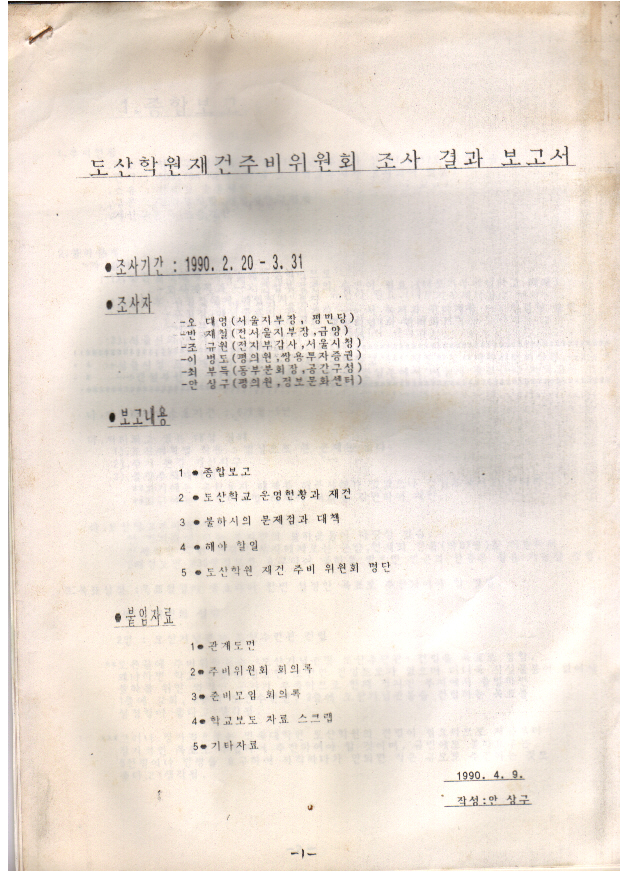 도산학원재건주비위원회 조사 결과 보고서
●조사기간 : 1990. 2. 20 - 3. 31
●조사자
-오 대영(서울지부장, 평민당)
-반 재철(전서울지부장,금양)
-조 규원(전지부감사,서울시청)
-이 병도(평의원,쌍용투자증권)
-최 부득(동부분회장,공간구성)
-안 상구(평의원,정보문화센터)
●보고내용
1 ●종합보고
2 ●도산학교 운영현황과 재건
3 ●불하시의 문제점과 대책
4 ●해야 할일
5 ●도산학원 재건 주비 위원회 명단
●붙임자료
1●관계도면
2●주비위원회 회의록
3●준비모임 회의록
4●학교보도 자료 스크랩
5●기타자료
1990. 4. 9.
작성:안 상구
-1-